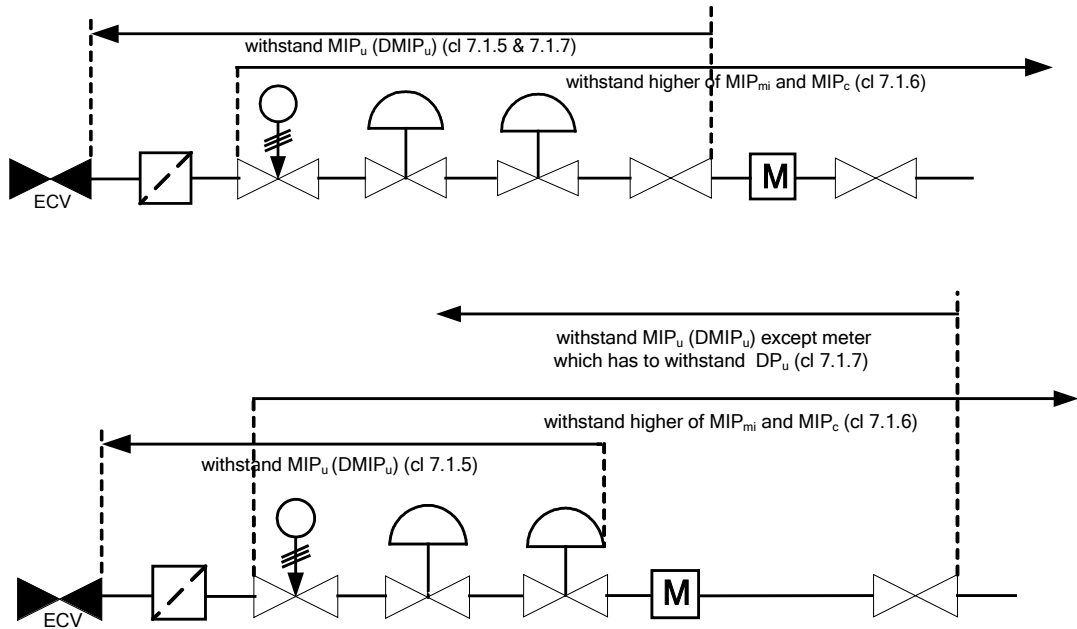 withstand MIPu (DMIPu) (cl 7.1.5 & 7.1.7)
withstand higher of MIPmi and MIPc (cl 7.1.6)
M
ECV
withstand MIPu (DMIPu) except meter
which has to withstand DPu (cl 7.1.7)
withstand higher of MIPmi and MIPc (cl 7.1.6)
withstand MIPu (DMIPu) (cl 7.1.5)
M
ECV